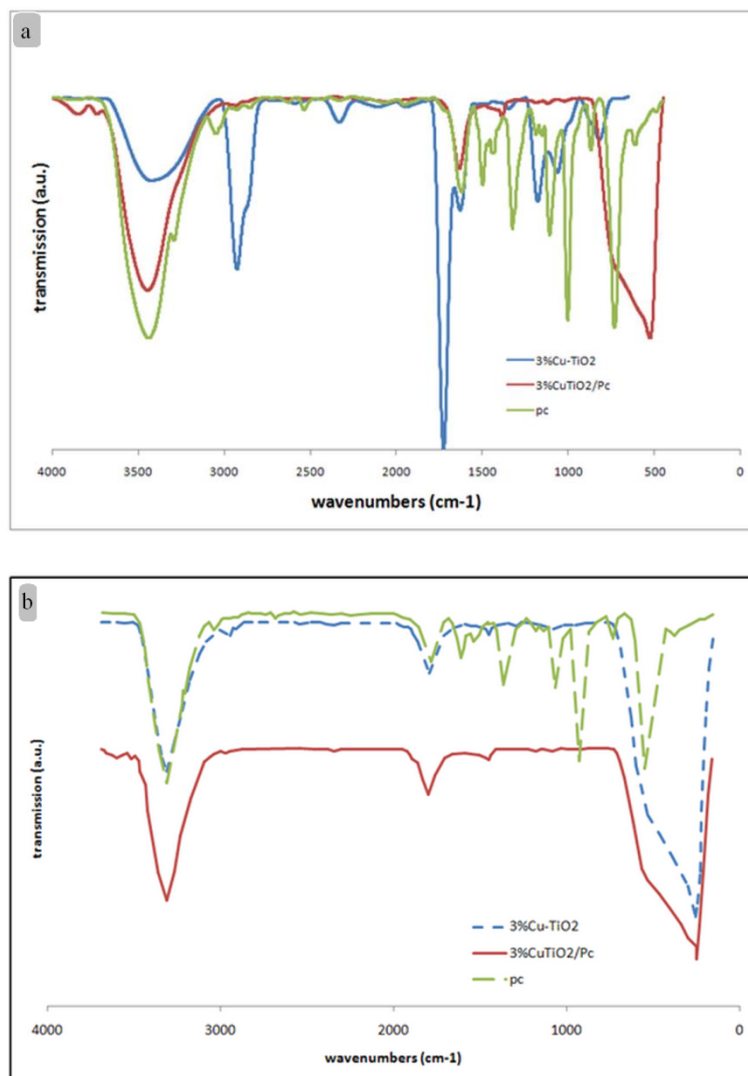 a
transmission (a.u.)
3%Cu-TiO2
3%CuTiO2/Pc
pc
4000 3500 3000 2500 2000 1500 1000 500 0
wavenumbers (cm-1)
b
transmission (a.u.)
3%Cu-TiO2
3%CuTiO2/Pc
pc
4000 3000 2000 1000 0
wavenumbers (cm-1)